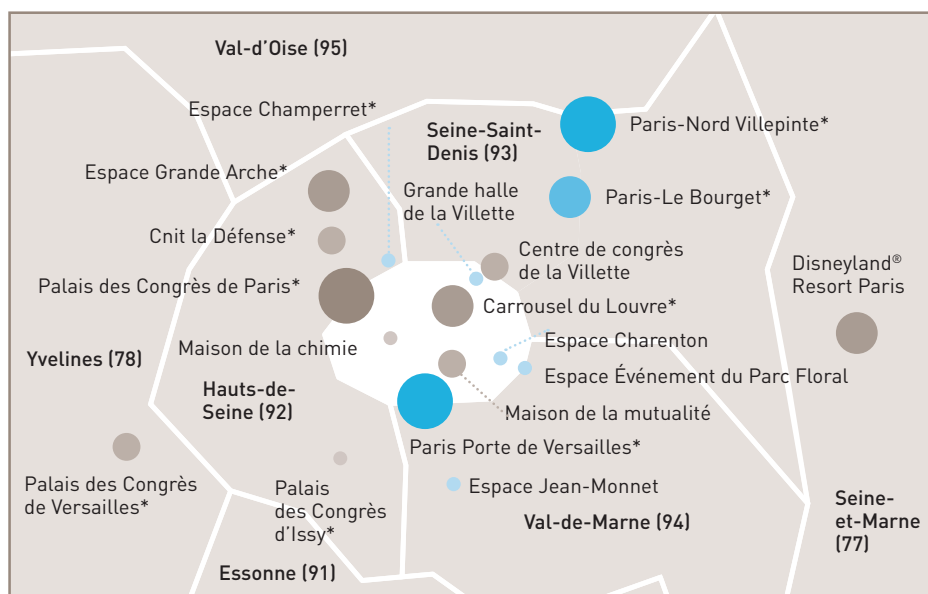 Val-d'Oise (95)
Espace Champerret*
Seine-Saint-
Denis (93)
Paris-Nord Villepinte*
Espace Grande Arche*
Grande halle
de la Villette
Paris-Le Bourget*
Cnit la Défense*
Centre de congrès
de la Villette
Disneyland®
Resort Paris
Palais des Congrès de Paris*
Carrousel du Louvre*
Maison de la chimie
Espace Charenton
Yvelines (78)
Espace Événement du Parc Floral
Hauts-de-
Seine (92)
Maison de la mutualité
Paris Porte de Versailles*
Palais des Congrès
de Versailles*
Palais
des Congrès
d'Issy*
Espace Jean-Monnet
Val-de-Marne (94)
Seine-
et-Marne
(77)
Essonne (91)